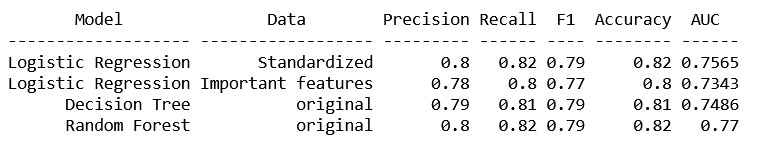 Model Data Precision Recall F1 Accuracy AUC
------------------- ------------------ --------- ------ ---- -------- ------
Logistic Regression Standardized 0.8 0.82 0.79 0.82 0.7565
Logistic Regression Important features 0.78 0.8 0.77 0.8 0.7343
Decision Tree original 0.79 0.81 0.79 0.81 0.7486
Random Forest original 0.8 0.82 0.79 0.82 0.77